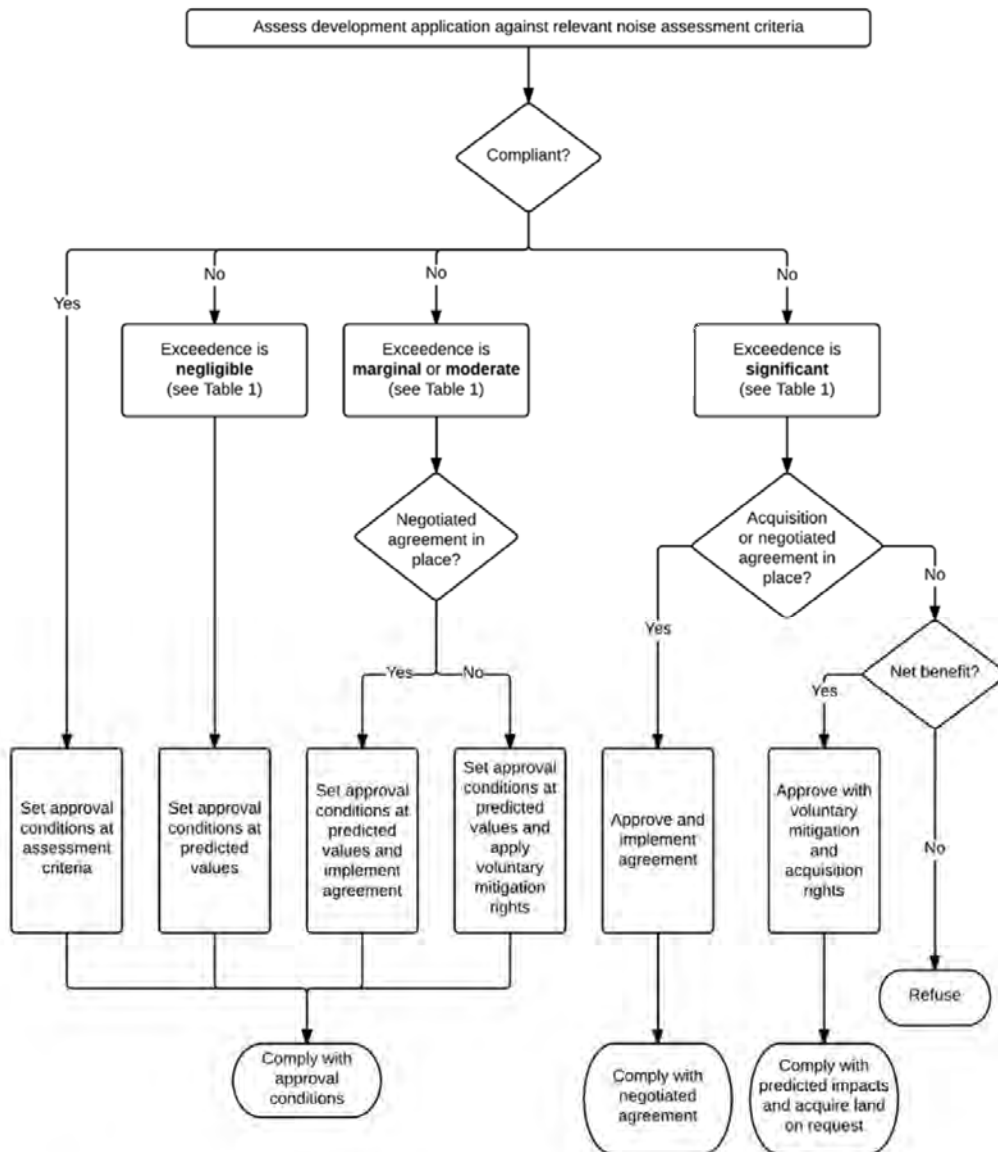 Assess development application against relevant noise assessment criteria
Compliant?
Yes
No
No
No
Exceedence is
negligible
(see Table 1)
Exceedence is
marginal or moderate
(see Table 1)
Exceedence is
significant
(see Table 1)
Negotiated
agreement in
place?
Acquisition
or negotiated
agreement in
place?
Yes
No
Yes
No
Net benefit?
Yes
No
Set approval
conditions at
assessment
criteria
Set approval
conditions at
predicted
values
Set approval
conditions at
predicted
values and
implement
agreement
Set approval
conditions at
predicted
values and
apply
voluntary
mitigation
rights
Approve and
implement
agreement
Approve with
voluntary
mitigation
and
acquisition
rights
Refuse
Comply with
approval
conditions
Comply with
negotiated
agreement
Comply with
predicted impacts
and acquire land
on request